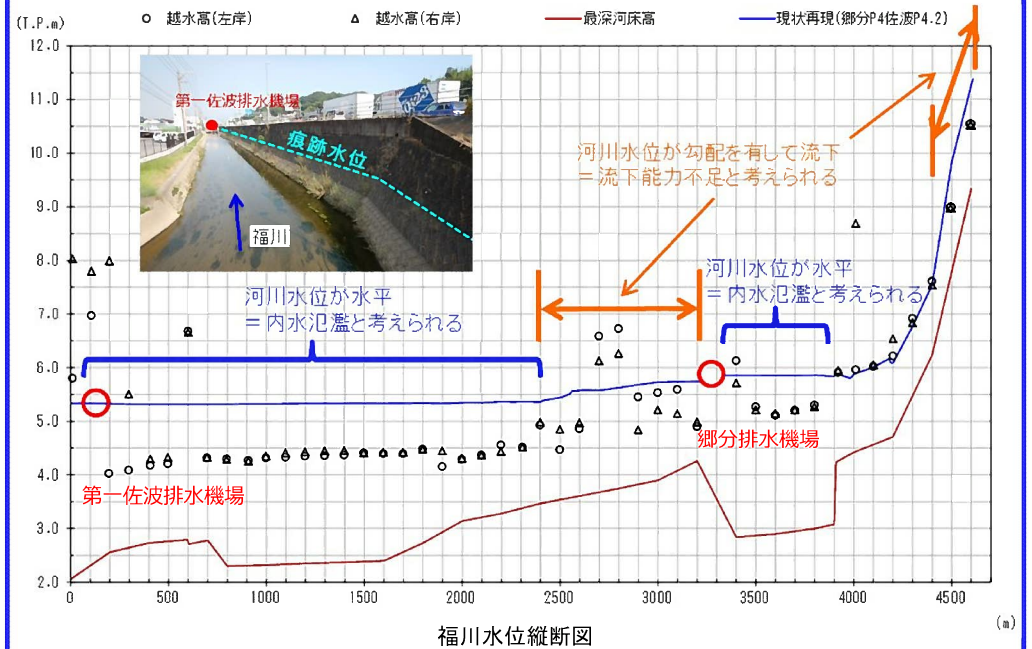 (T.P.m)
越水高(左岸)
越水高(右岸)
最深河床高
現状再現(郷分P4佐波P4.2)
12.0
11.0
10.0
9.0
8.0
7.0
6.0
5.0
4.0
3.0
2.0
第一佐波排水機場
痕跡水位
福川
河川水位が勾配を有して流下
＝流下能力不足と考えられる
河川水位が水平
＝内水氾濫と考えられる
河川水位が水平
＝内水氾濫と考えられる
第一佐波排水機場
郷分排水機場
0
500
1000
1500
2000
2500
3000
3500
4000
4500
(m)
福川水位縦断図